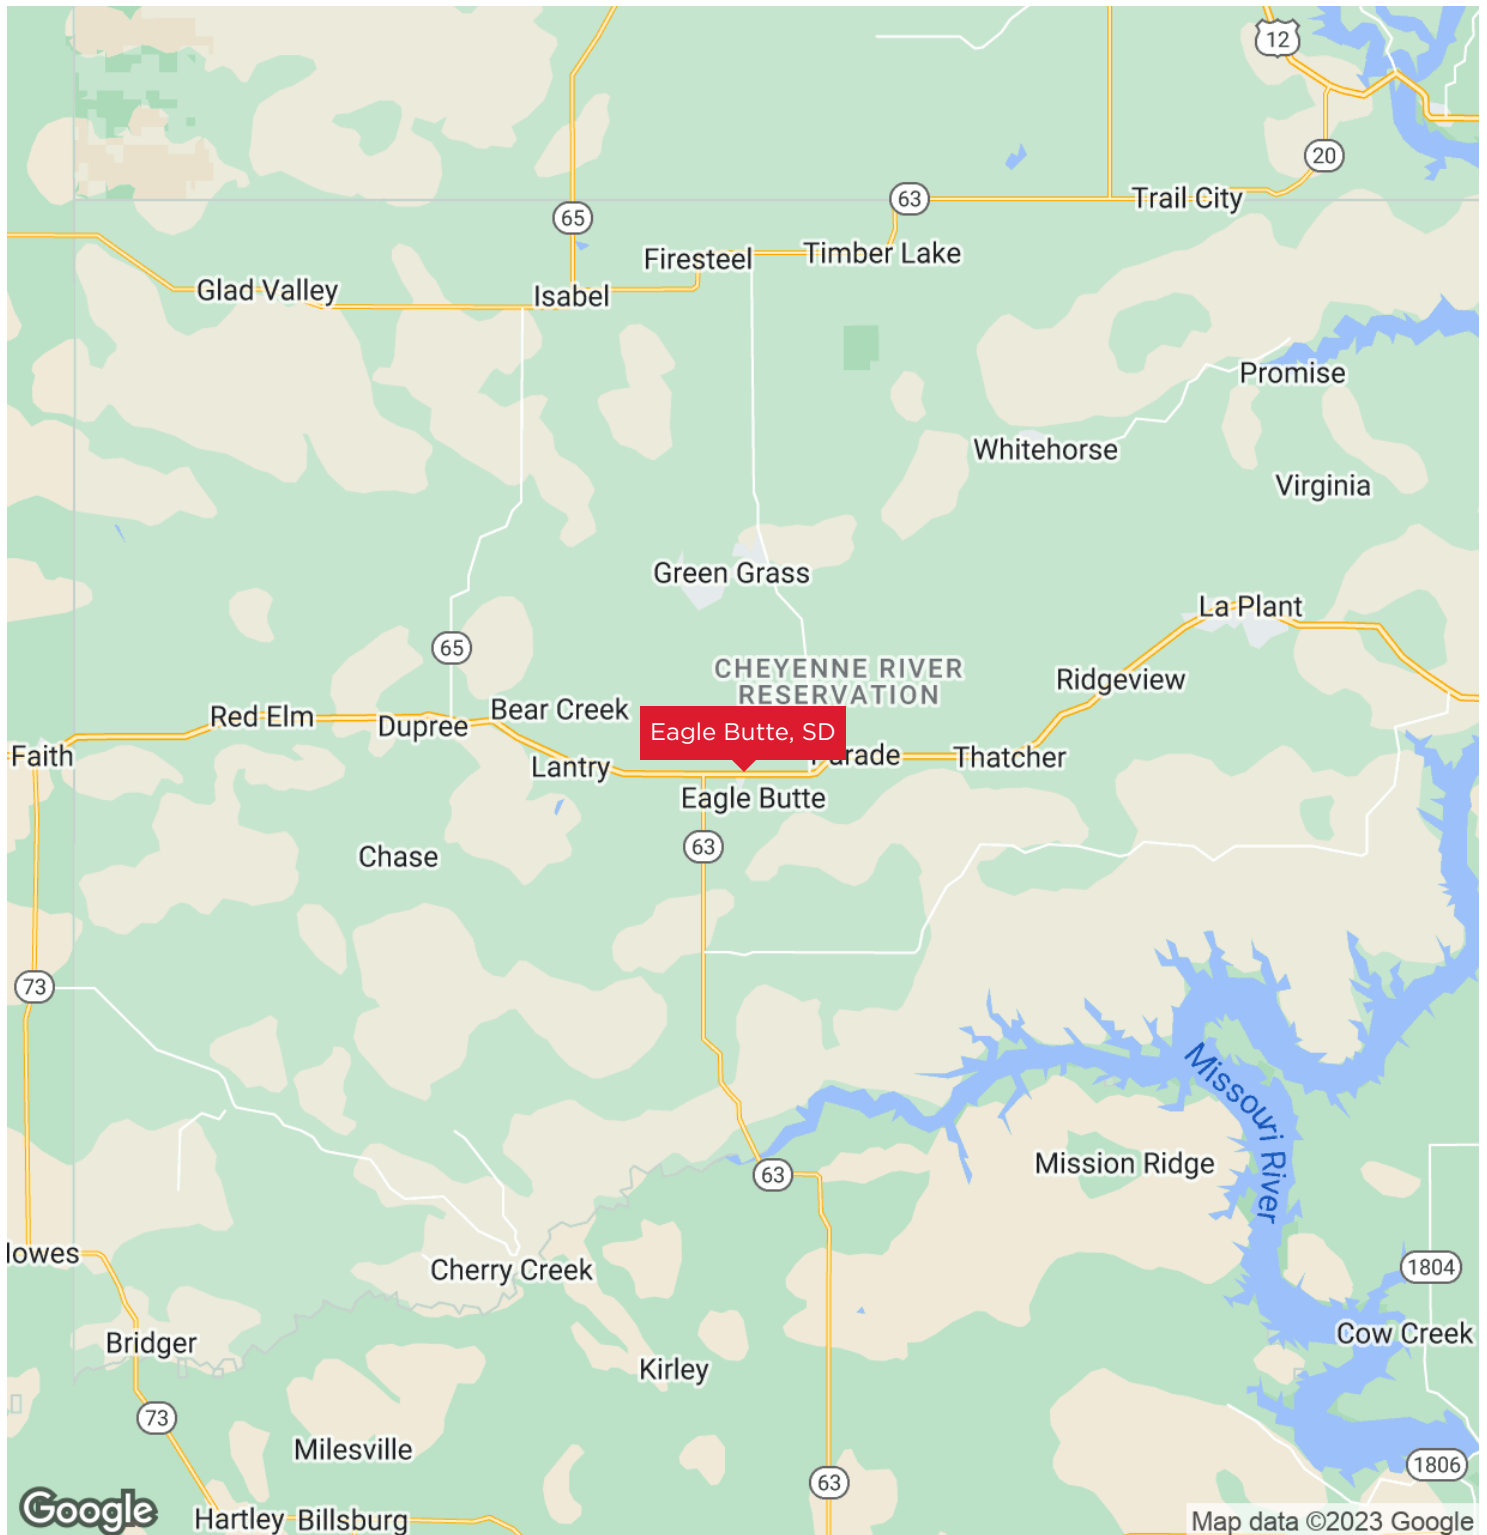 12
20
63
Trail City
65
Firesteel
Timber Lake
Glad Valley
Isabel
Promise
Whitehorse
Virginia
Green Grass
La Plant
65
CHEYENNE RIVER
RESERVATION
Ridgeview
Bear Creek
Red Elm
Dupree
Eagle Butte, SD
Faith
Lantry
Thatcher
Eagle Butte
63
Chase
73
Missouri River
Mission Ridge
63
Cherry Creek
1804
Bridger
Cow Creek
Kirley
73
Milesville
1806
63
Google
Hartley
Billsburg
Map data ©2023 Google